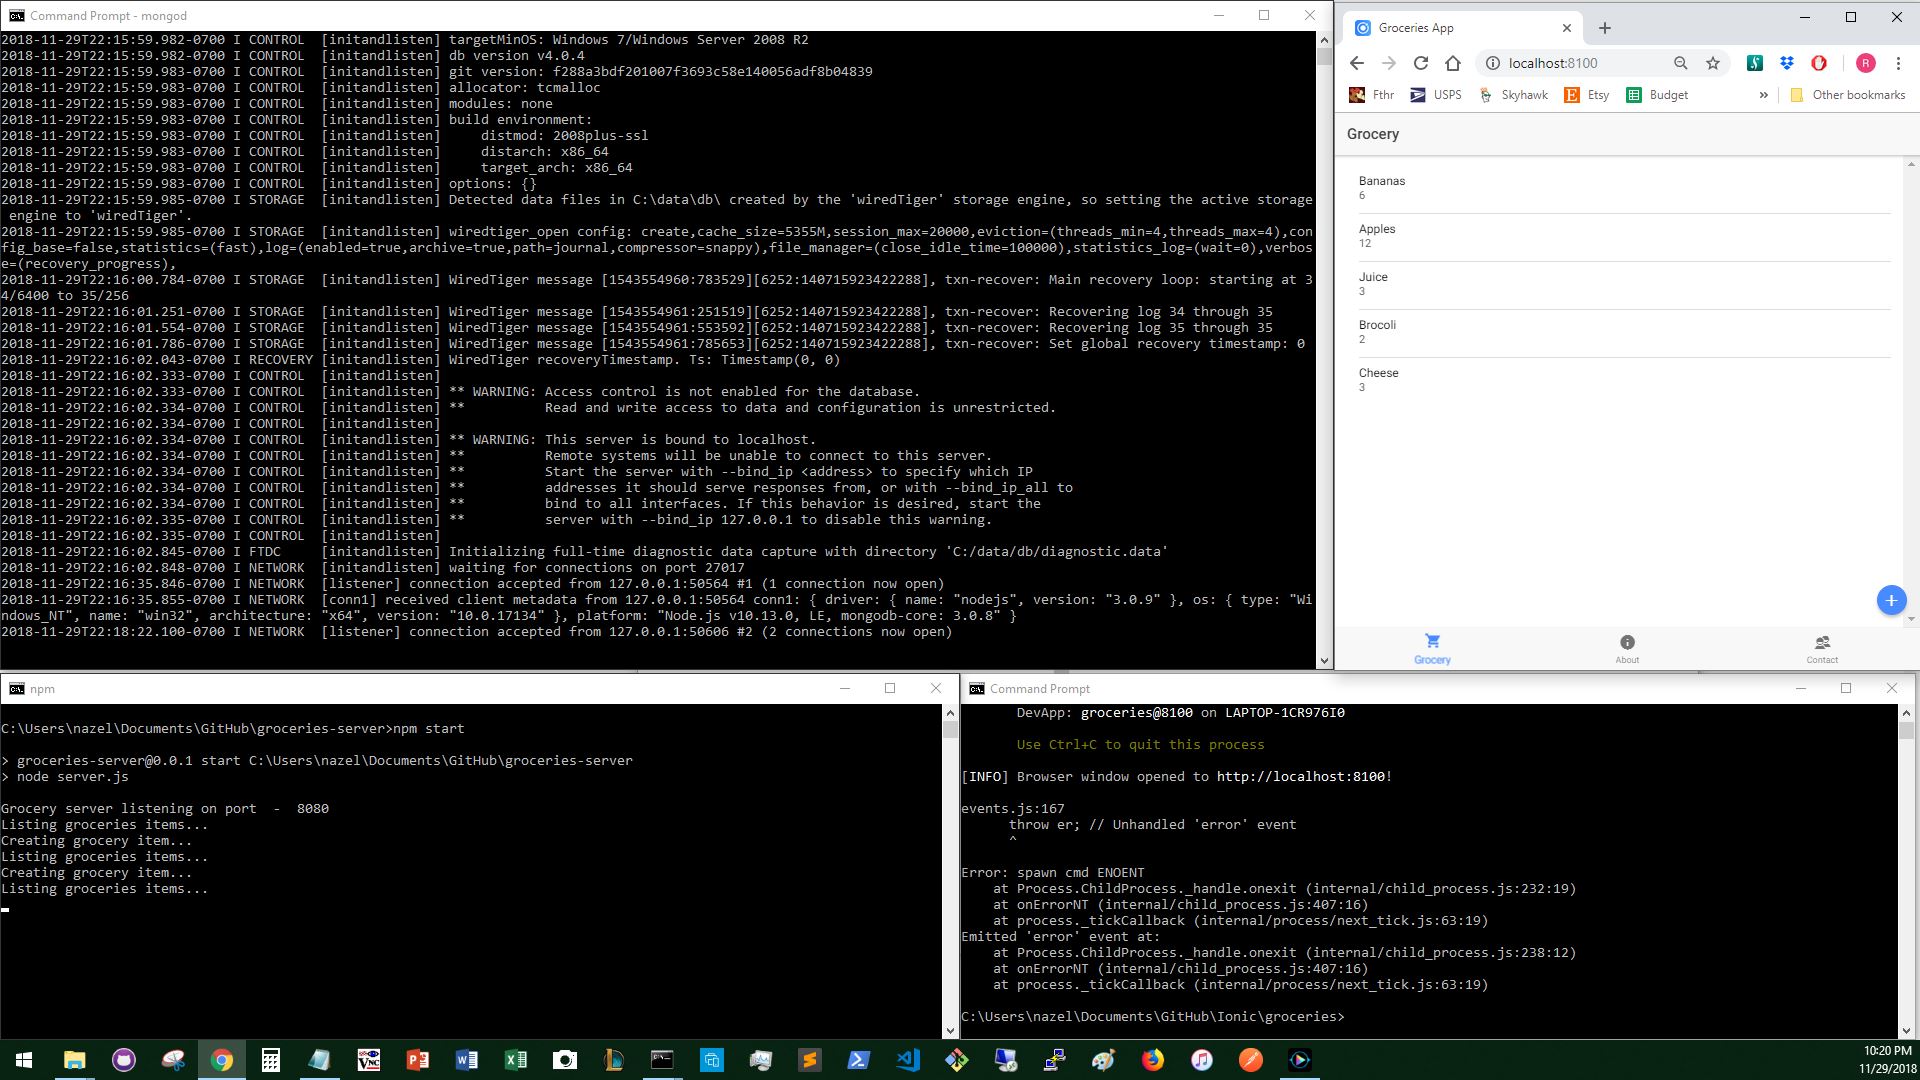 Command Prompt - mongod
2018-11-29T22:15:59.982-0700 I CONTROL  [initandlisten] targetMinOS: Windows 7/Windows Server 2008 R2
2018-11-29T22:15:59.982-0700 I CONTROL  [initandlisten] db version v4.0.4
2018-11-29T22:15:59.983-0700 I CONTROL  [initandlisten] git version: f288a3bdf201007f3693c58e140056adf8b04839
2018-11-29T22:15:59.983-0700 I CONTROL  [initandlisten] allocator: tcmalloc
2018-11-29T22:15:59.983-0700 I CONTROL  [initandlisten] modules: none
2018-11-29T22:15:59.983-0700 I CONTROL  [initandlisten] build environment:
2018-11-29T22:15:59.983-0700 I CONTROL  [initandlisten]     distmod: 2008plus-ssl
2018-11-29T22:15:59.983-0700 I CONTROL  [initandlisten]     distarch: x86_64
2018-11-29T22:15:59.983-0700 I CONTROL  [initandlisten]     target_arch: x86_64
2018-11-29T22:15:59.983-0700 I CONTROL  [initandlisten] options: {}
2018-11-29T22:15:59.985-0700 I STORAGE  [initandlisten] Detected data files in C:\data\db\ created by the 'wiredTiger' storage engine, so setting the active storage
 engine to 'wiredTiger'.
2018-11-29T22:15:59.985-0700 I STORAGE  [initandlisten] wiredtiger_open config: create,cache_size=5355M,session_max=20000,eviction=(threads_min=4,threads_max=4),con
fig_base=false,statistics=(fast),log=(enabled=true,archive=true,path=journal,compressor=snappy),file_manager=(close_idle_time=100000),statistics_log=(wait=0),verbos
e=(recovery_progress),
2018-11-29T22:16:00.784-0700 I STORAGE  [initandlisten] WiredTiger message [1543554960:783529][6252:140715923422288], txn-recover: Main recovery loop: starting at 3
4/6400 to 35/256
2018-11-29T22:16:01.251-0700 I STORAGE  [initandlisten] WiredTiger message [1543554961:251519][6252:140715923422288], txn-recover: Recovering log 34 through 35
2018-11-29T22:16:01.554-0700 I STORAGE  [initandlisten] WiredTiger message [1543554961:553592][6252:140715923422288], txn-recover: Recovering log 35 through 35
2018-11-29T22:16:01.786-0700 I STORAGE  [initandlisten] WiredTiger message [1543554961:785653][6252:140715923422288], txn-recover: Set global recovery timestamp: 0
2018-11-29T22:16:02.043-0700 I RECOVERY [initandlisten] WiredTiger recoveryTimestamp. Ts: Timestamp(0, 0)
2018-11-29T22:16:02.333-0700 I CONTROL  [initandlisten]
2018-11-29T22:16:02.333-0700 I CONTROL  [initandlisten] ** WARNING: Access control is not enabled for the database.
2018-11-29T22:16:02.334-0700 I CONTROL  [initandlisten] **          Read and write access to data and configuration is unrestricted.
2018-11-29T22:16:02.334-0700 I CONTROL  [initandlisten]
2018-11-29T22:16:02.334-0700 I CONTROL  [initandlisten] ** WARNING: This server is bound to localhost.
2018-11-29T22:16:02.334-0700 I CONTROL  [initandlisten] **          Remote systems will be unable to connect to this server.
2018-11-29T22:16:02.334-0700 I CONTROL  [initandlisten] **          Start the server with --bind_ip <address> to specify which IP
2018-11-29T22:16:02.334-0700 I CONTROL  [initandlisten] **          addresses it should serve responses from, or with --bind_ip_all to
2018-11-29T22:16:02.335-0700 I CONTROL  [initandlisten] **          bind to all interfaces. If this behavior is desired, start the
2018-11-29T22:16:02.335-0700 I CONTROL  [initandlisten] **          server with --bind_ip 127.0.0.1 to disable this warning.
2018-11-29T22:16:02.335-0700 I CONTROL  [initandlisten]
2018-11-29T22:16:02.845-0700 I FTDC     [initandlisten] Initializing full-time diagnostic data capture with directory 'C:/data/db/diagnostic.data'
2018-11-29T22:16:02.848-0700 I NETWORK  [initandlisten] waiting for connections on port 27017
2018-11-29T22:16:35.846-0700 I NETWORK  [listener] connection accepted from 127.0.0.1:50564 #1 (1 connection now open)
2018-11-29T22:16:35.855-0700 I NETWORK  [conn1] received client metadata from 127.0.0.1:50564 conn1: { driver: { name: "nodejs", version: "3.0.9" }, os: { type: "Wi
ndows_NT", name: "win32", architecture: "x64", version: "10.0.17134" }, platform: "Node.js v10.13.0, LE, mongodb-core: 3.0.8" }
2018-11-29T22:18:22.100-0700 I NETWORK  [listener] connection accepted from 127.0.0.1:50606 #2 (2 connections now open)
Groceries App
localhost:8100
R
Fthr USPS Skyhawk Etsy Budget » Other bookmarks
Grocery
Bananas
6
Apples
12
Juice
3
Brocoli
2
Cheese
3
+
Grocery About Contact
npm
C:\Users\nazel\Documents\GitHub\groceries-server>npm start
> groceries-server@0.0.1 start C:\Users\nazel\Documents\GitHub\groceries-server
> node server.js
Grocery server listening on port  -  8080
Listing groceries items...
Creating grocery item...
Listing groceries items...
Creating grocery item...
Listing groceries items...
Command Prompt
DevApp: groceries@8100 on LAPTOP-1CR976I0
Use Ctrl+C to quit this process
[INFO] Browser window opened to http://localhost:8100!
events.js:167
      throw er; // Unhandled 'error' event
      ^
Error: spawn cmd ENOENT
    at Process.ChildProcess._handle.onexit (internal/child_process.js:232:19)
    at onErrorNT (internal/child_process.js:407:16)
    at process._tickCallback (internal/process/next_tick.js:63:19)
Emitted 'error' event at:
    at Process.ChildProcess._handle.onexit (internal/child_process.js:238:12)
    at onErrorNT (internal/child_process.js:407:16)
    at process._tickCallback (internal/process/next_tick.js:63:19)
C:\Users\nazel\Documents\GitHub\Ionic\groceries>
10:20 PM
11/29/2018